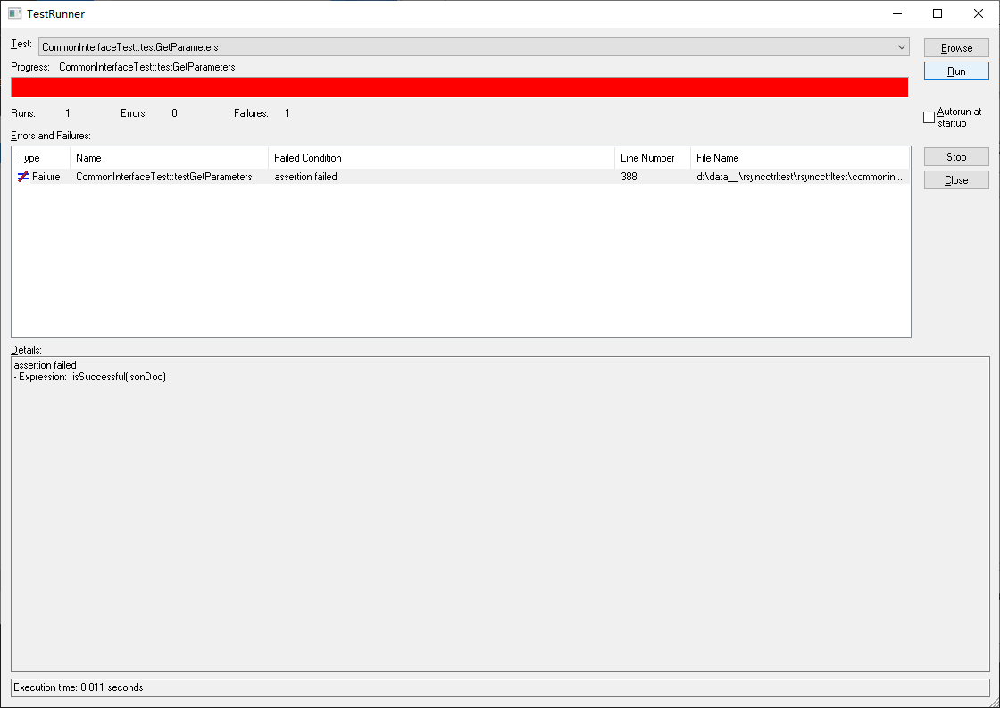 TestRunner
Test: CommonInterfaceTest::testGetParameters
Browse
Progress: CommonInterfaceTest::testGetParameters
Run
Runs: 1 Errors: 0 Failures: 1
Autorun at
startup
Errors and Failures:
Type Name Failed Condition Line Number File Name
Stop
Failure CommonInterfaceTest::testGetParameters assertion failed 388 d:\data__\rsyncctrltest\rsyncctrltest\commonin...
Close
Details:
assertion failed
- Expression: !isSuccessful(jsonDoc)
Execution time: 0.011 seconds